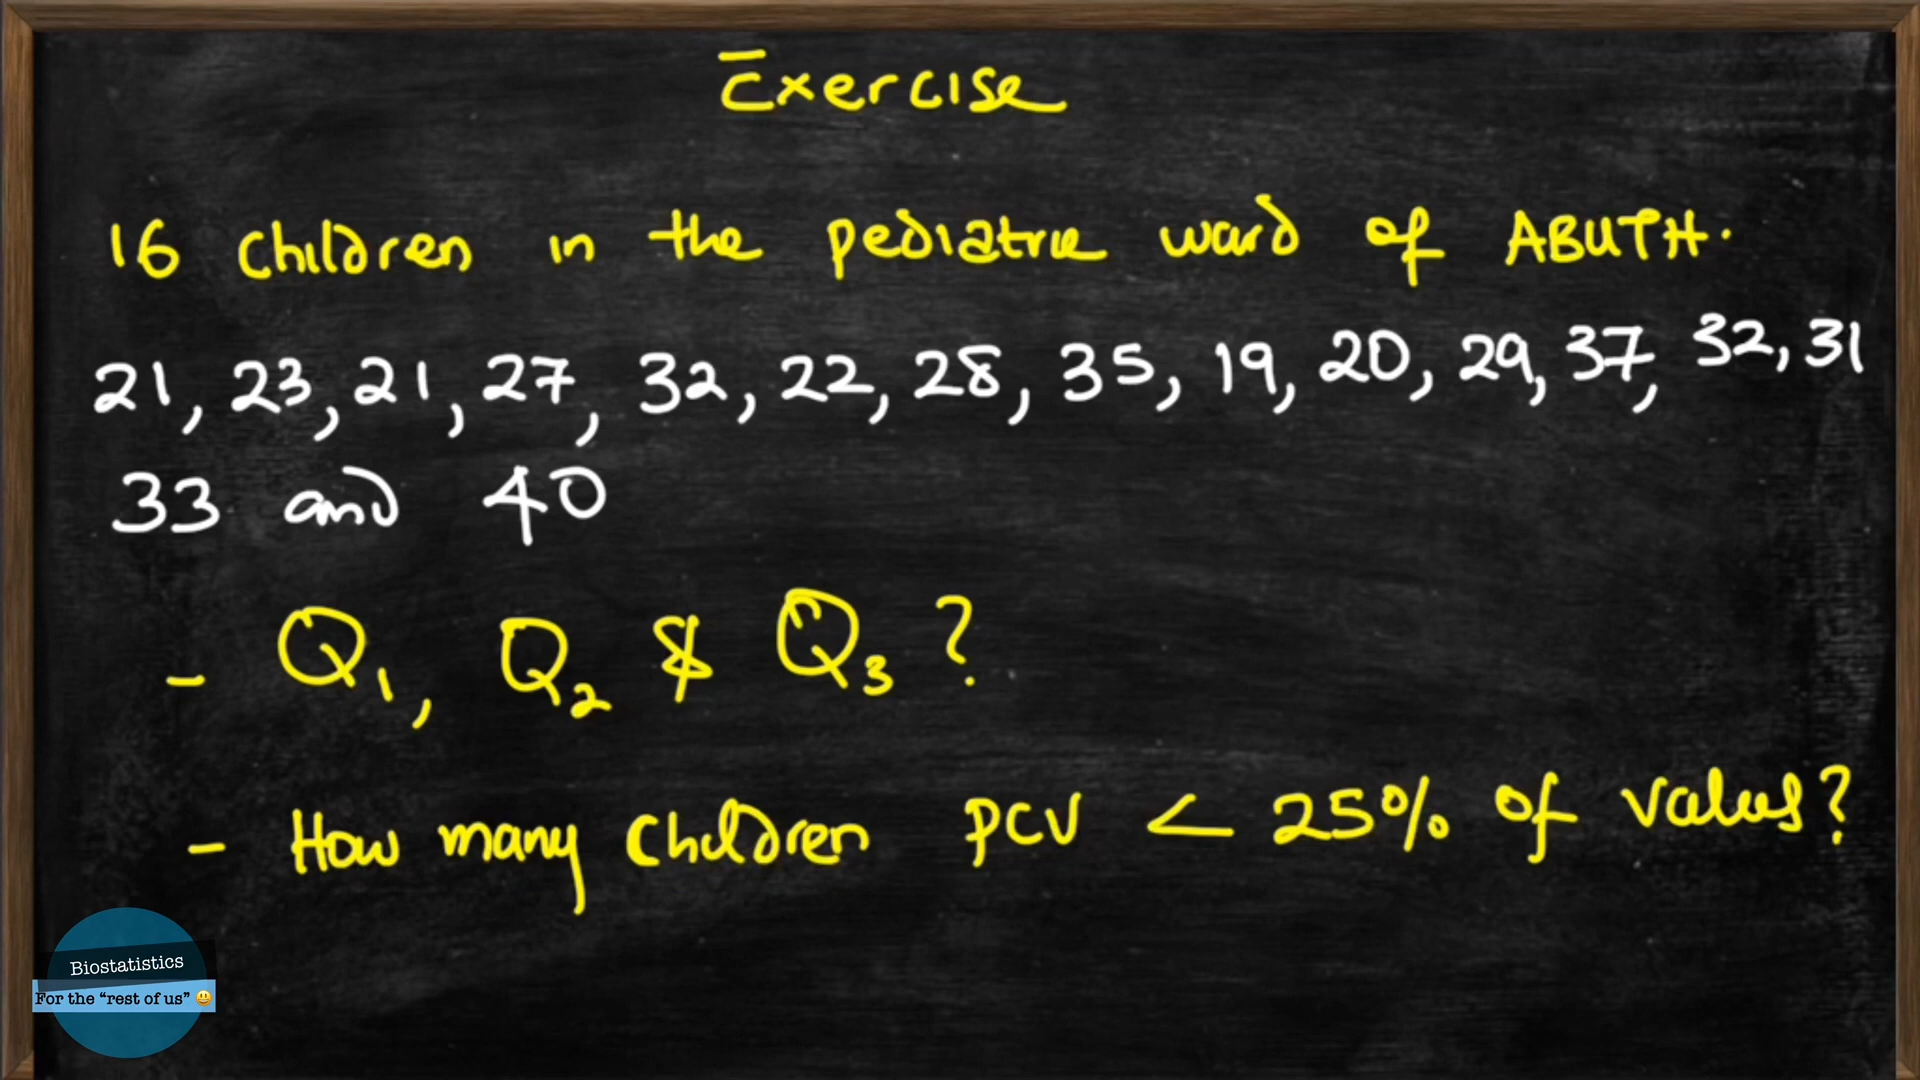 Exercise
16 Children in the pediatric ward of ABUTH.
21, 23, 21, 27, 32, 22, 28, 35, 19, 20, 29, 37, 32, 31
33 and 40
- Q₁, Q₂ & Q₃ ?
- How many Children PCV < 25% of values?
Biostatistics
For the “rest of us” 😃